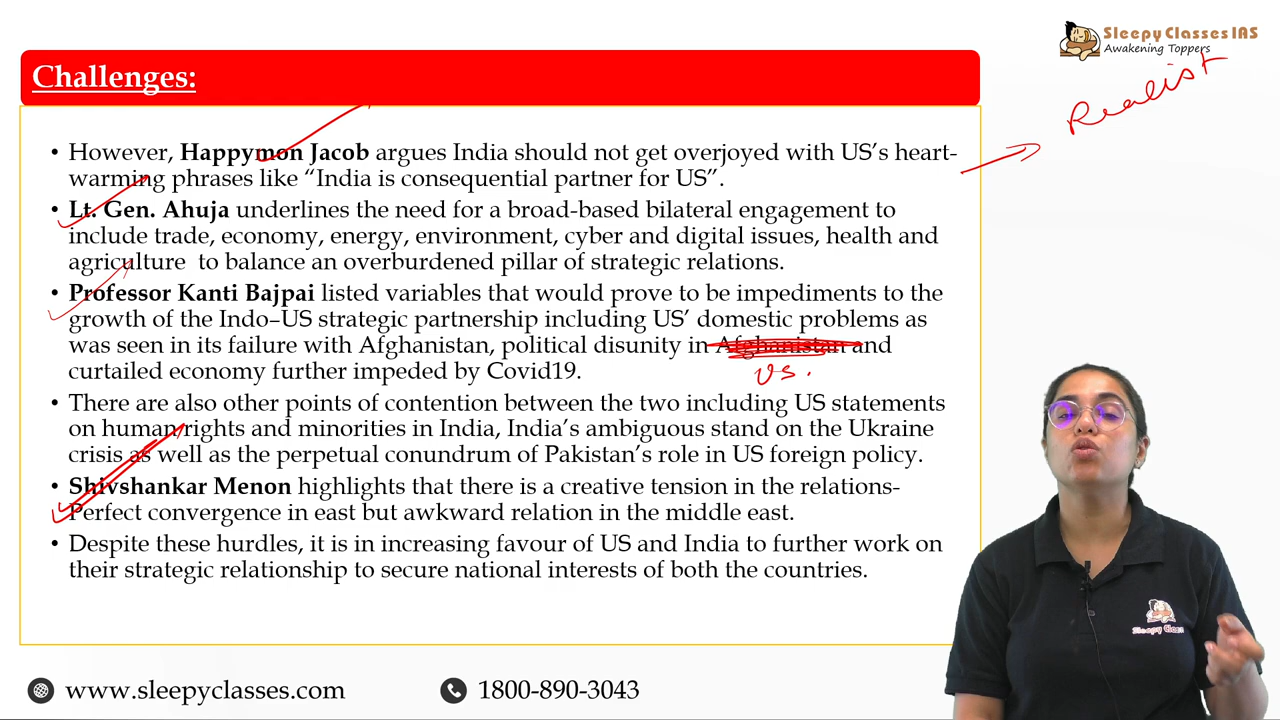 Sleepy Classes IAS
Awakening Toppers
Realist
Challenges:
• However, Happymon Jacob argues India should not get overjoyed with US's heart-
warming phrases like “India is consequential partner for US”.
• Lt. Gen. Ahuja underlines the need for a broad-based bilateral engagement to
include trade, economy, energy, environment, cyber and digital issues, health and
agriculture to balance an overburdened pillar of strategic relations.
• Professor Kanti Bajpai listed variables that would prove to be impediments to the
growth of the Indo–US strategic partnership including US' domestic problems as
was seen in its failure with Afghanistan, political disunity in Afghanistan and
US.
curtailed economy further impeded by Covid19.
• There are also other points of contention between the two including US statements
on human rights and minorities in India, India's ambiguous stand on the Ukraine
crisis as well as the perpetual conundrum of Pakistan's role in US foreign policy.
• Shivshankar Menon highlights that there is a creative tension in the relations-
Perfect convergence in east but awkward relation in the middle east.
• Despite these hurdles, it is in increasing favour of US and India to further work on
their strategic relationship to secure national interests of both the countries.
www.sleepyclasses.com
1800-890-3043